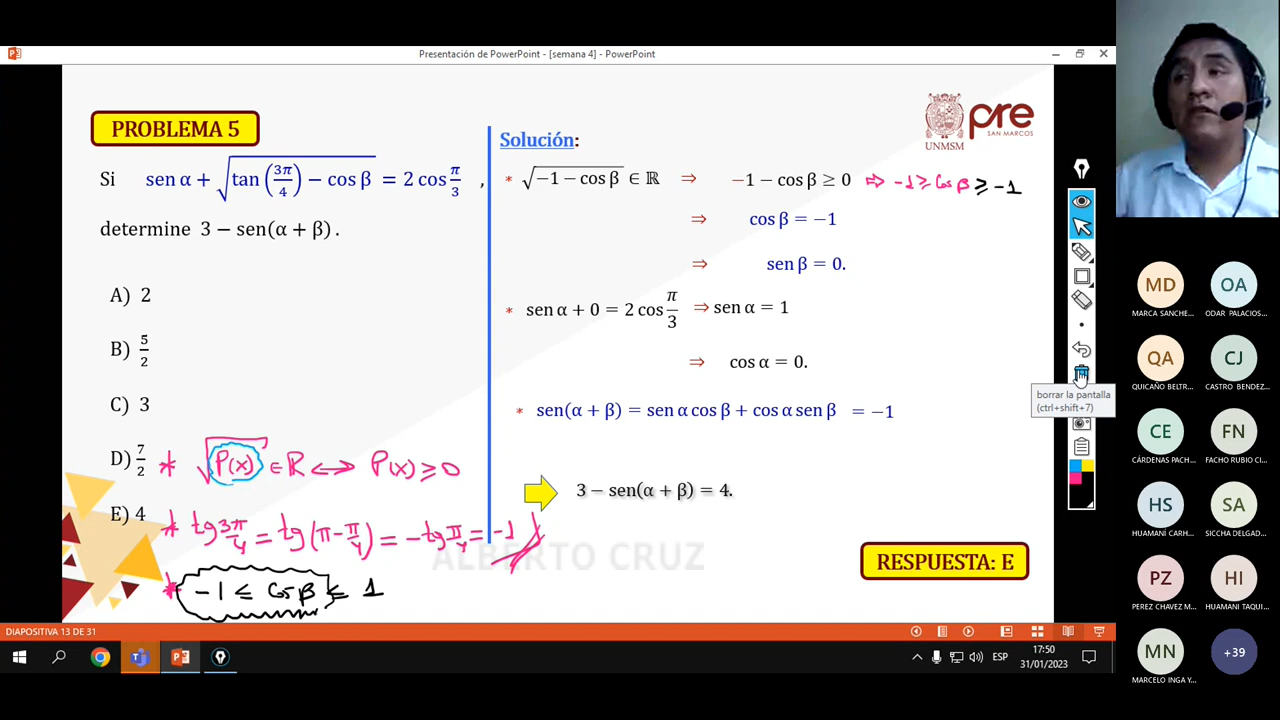 Presentación de PowerPoint - [semana 4] - PowerPoint
PROBLEMA 5
Si sen α + √(tan(3π/4) − cos β) = 2 cos π/3 ,
determine 3 − sen(α + β) .
A) 2
B) 5/2
C) 3
D) 7/2
E) 4
* √P(x) ∈ ℝ ⟺ P(x) ≥ 0
* tg 3π/4 = tg(π − π/4) = −tg π/4 = −1
* −1 ≤ Cos β ≤ 1
Solución:
* √(−1 − cos β) ∈ ℝ ⇒ −1 − cos β ≥ 0 ⇨ −1 ≥ Cos β ≥ −1
⇒ cos β = −1
⇒ sen β = 0.
* sen α + 0 = 2 cos π/3 ⇒ sen α = 1
⇒ cos α = 0.
* sen(α + β) = sen α cos β + cos α sen β = −1
3 − sen(α + β) = 4.
ALBERTO CRUZ
RESPUESTA: E
UNMSM
pre
SAN MARCOS
borrar la pantalla
(ctrl+shift+7)
MD
MARCA SANCHE...
OA
ODAR PALACIOS...
QA
QUICAÑO BELTR...
CJ
CASTRO BENDEZ...
CE
CÁRDENAS PACH...
FN
FACHO RUBIO CI...
HS
HUAMANÍ CARH...
SA
SICCHA DELGAD...
PZ
PEREZ CHAVEZ M...
HI
HUAMANI TAQUI...
MN
MARCELO INGA Y...
+39
DIAPOSITIVA 13 DE 31
ESP
17:50
31/01/2023